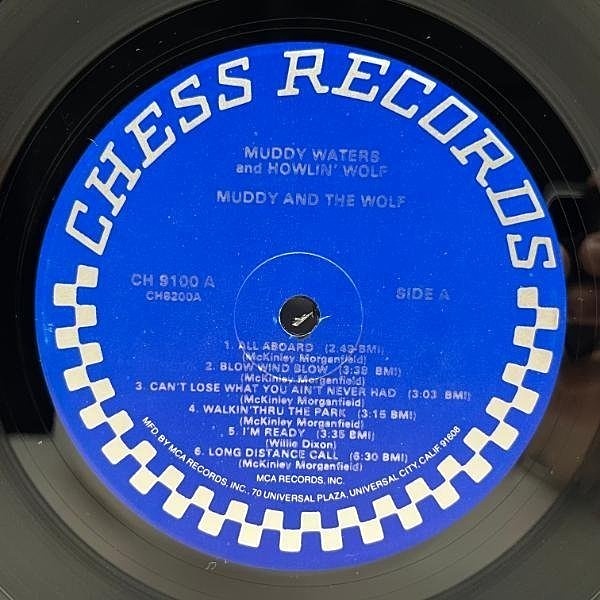 CHESS RECORDS
MUDDY WATERS
and HOWLIN' WOLF
MUDDY AND THE WOLF
CH 9100 A
CH8200A
SIDE A
1. ALL ABOARD (2:49 BMI)
(McKinley Morganfield)
2. BLOW WIND BLOW (3:38 BMI)
(McKinley Morganfield)
3. CAN'T LOSE WHAT YOU AIN'T NEVER HAD (3:03 BMI)
(McKinley Morganfield)
4. WALKIN' THRU THE PARK (3:15 BMI)
(McKinley Morganfield)
5. I'M READY (3:35 BMI)
(Willie Dixon)
6. LONG DISTANCE CALL (6:30 BMI)
(McKinley Morganfield)
MCA RECORDS, INC.
MFD. BY MCA RECORDS, INC., 70 UNIVERSAL PLAZA, UNIVERSAL CITY, CALIF. 91608